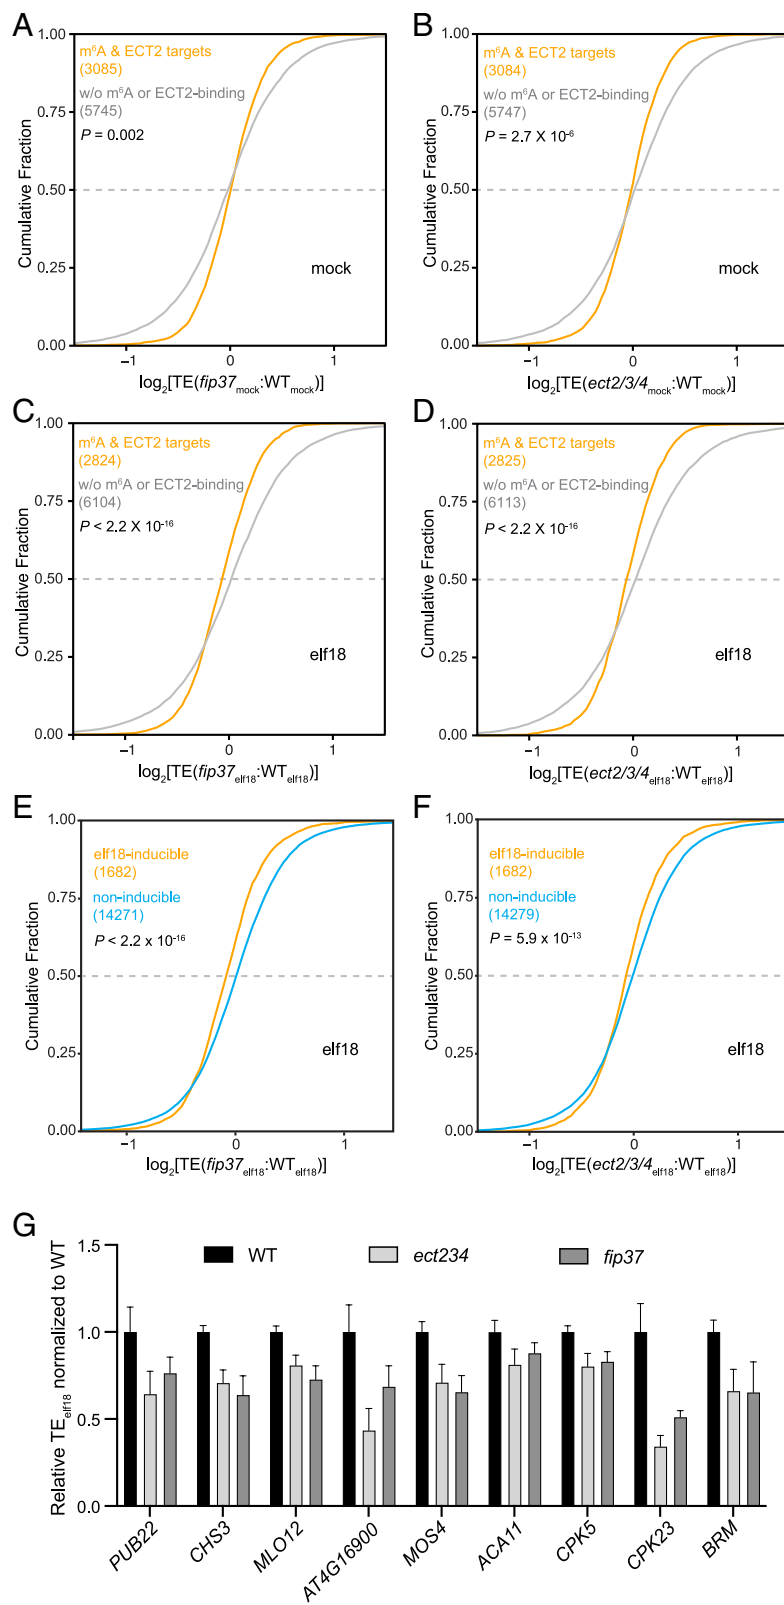 A
m⁶A & ECT2 targets
(3085)
w/o m⁶A or ECT2-binding
(5745)
P = 0.002
mock
Cumulative Fraction
1.00
0.75
0.50
0.25
0.00
−1 0 1
log₂[TE(fip37mock:WTmock)]
B
m⁶A & ECT2 targets
(3084)
w/o m⁶A or ECT2-binding
(5747)
P = 2.7 X 10⁻⁶
mock
Cumulative Fraction
1.00
0.75
0.50
0.25
0.00
−1 0 1
log₂[TE(ect2/3/4mock:WTmock)]
C
m⁶A & ECT2 targets
(2824)
w/o m⁶A or ECT2-binding
(6104)
P < 2.2 X 10⁻¹⁶
elf18
Cumulative Fraction
1.00
0.75
0.50
0.25
0.00
−1 0 1
log₂[TE(fip37elf18:WTelf18)]
D
m⁶A & ECT2 targets
(2825)
w/o m⁶A or ECT2-binding
(6113)
P < 2.2 X 10⁻¹⁶
elf18
Cumulative Fraction
1.00
0.75
0.50
0.25
0.00
−1 0 1
log₂[TE(ect2/3/4elf18:WTelf18)]
E
elf18-inducible
(1682)
non-inducible
(14271)
P < 2.2 x 10⁻¹⁶
elf18
Cumulative Fraction
1.00
0.75
0.50
0.25
0.00
−1 0 1
log₂[TE(fip37elf18:WTelf18)]
F
elf18-inducible
(1682)
non-inducible
(14279)
P = 5.9 x 10⁻¹³
elf18
Cumulative Fraction
1.00
0.75
0.50
0.25
0.00
−1 0 1
log₂[TE(ect2/3/4elf18:WTelf18)]
G
Relative TEelf18 normalized to WT
1.5
1.0
0.5
0.0
WT ect234 fip37
PUB22 CHS3 MLO12 AT4G16900 MOS4 ACA11 CPK5 CPK23 BRM